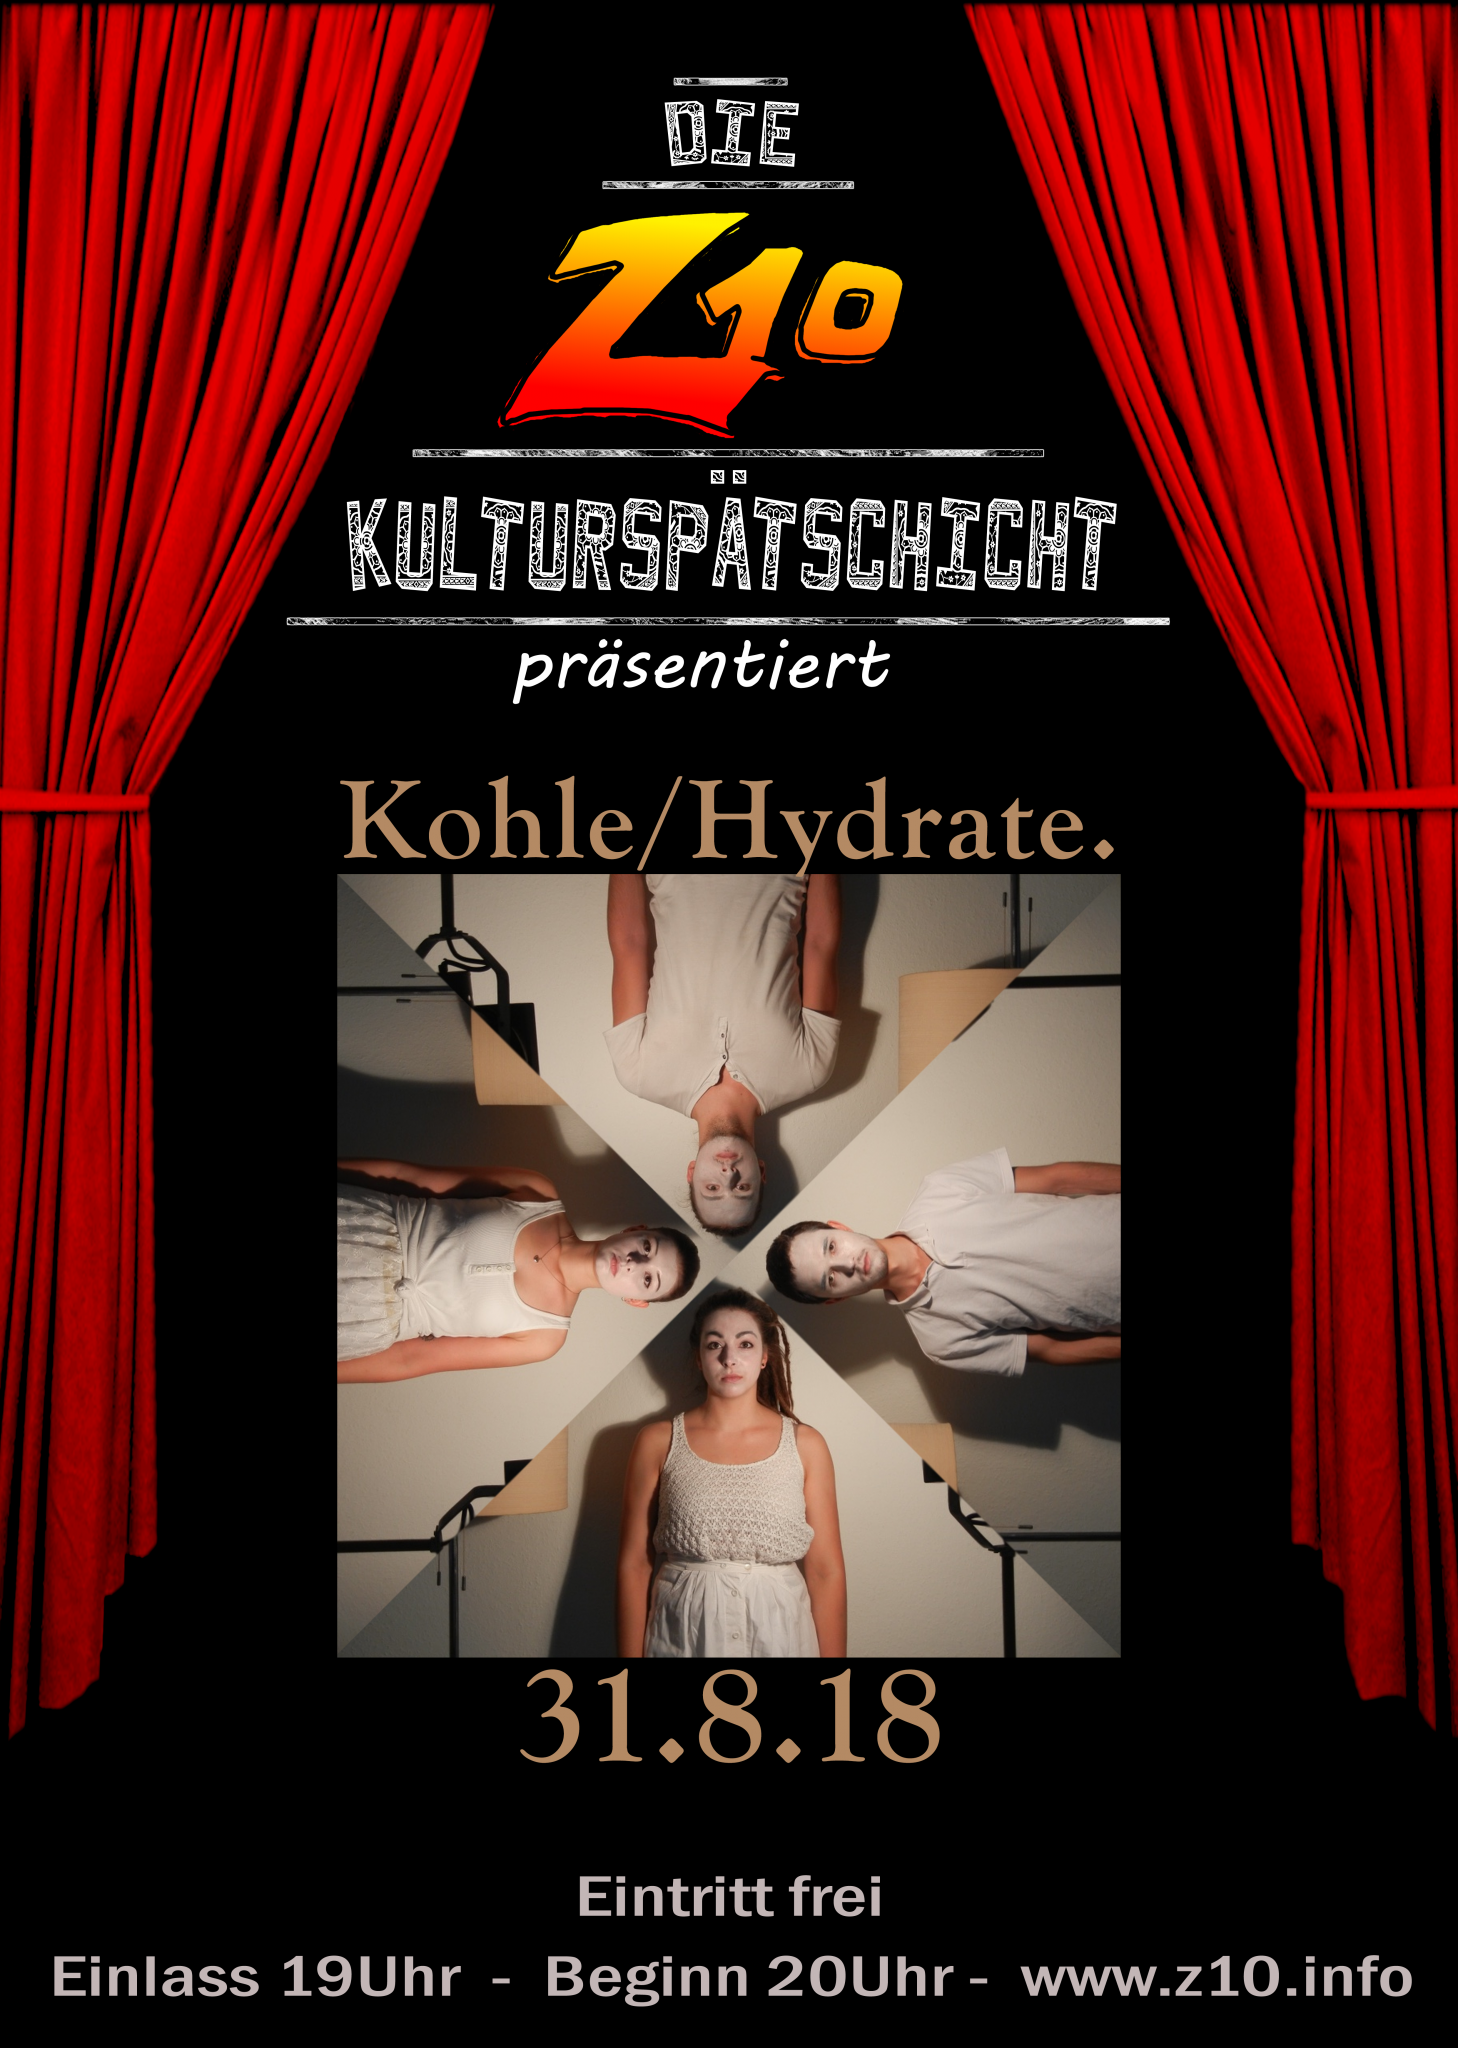 DIE
Z10
KULTURSPÄTSCHICHT
präsentiert
Kohle/Hydrate.
31.8.18
Eintritt frei
Einlass 19Uhr - Beginn 20Uhr - www.z10.info